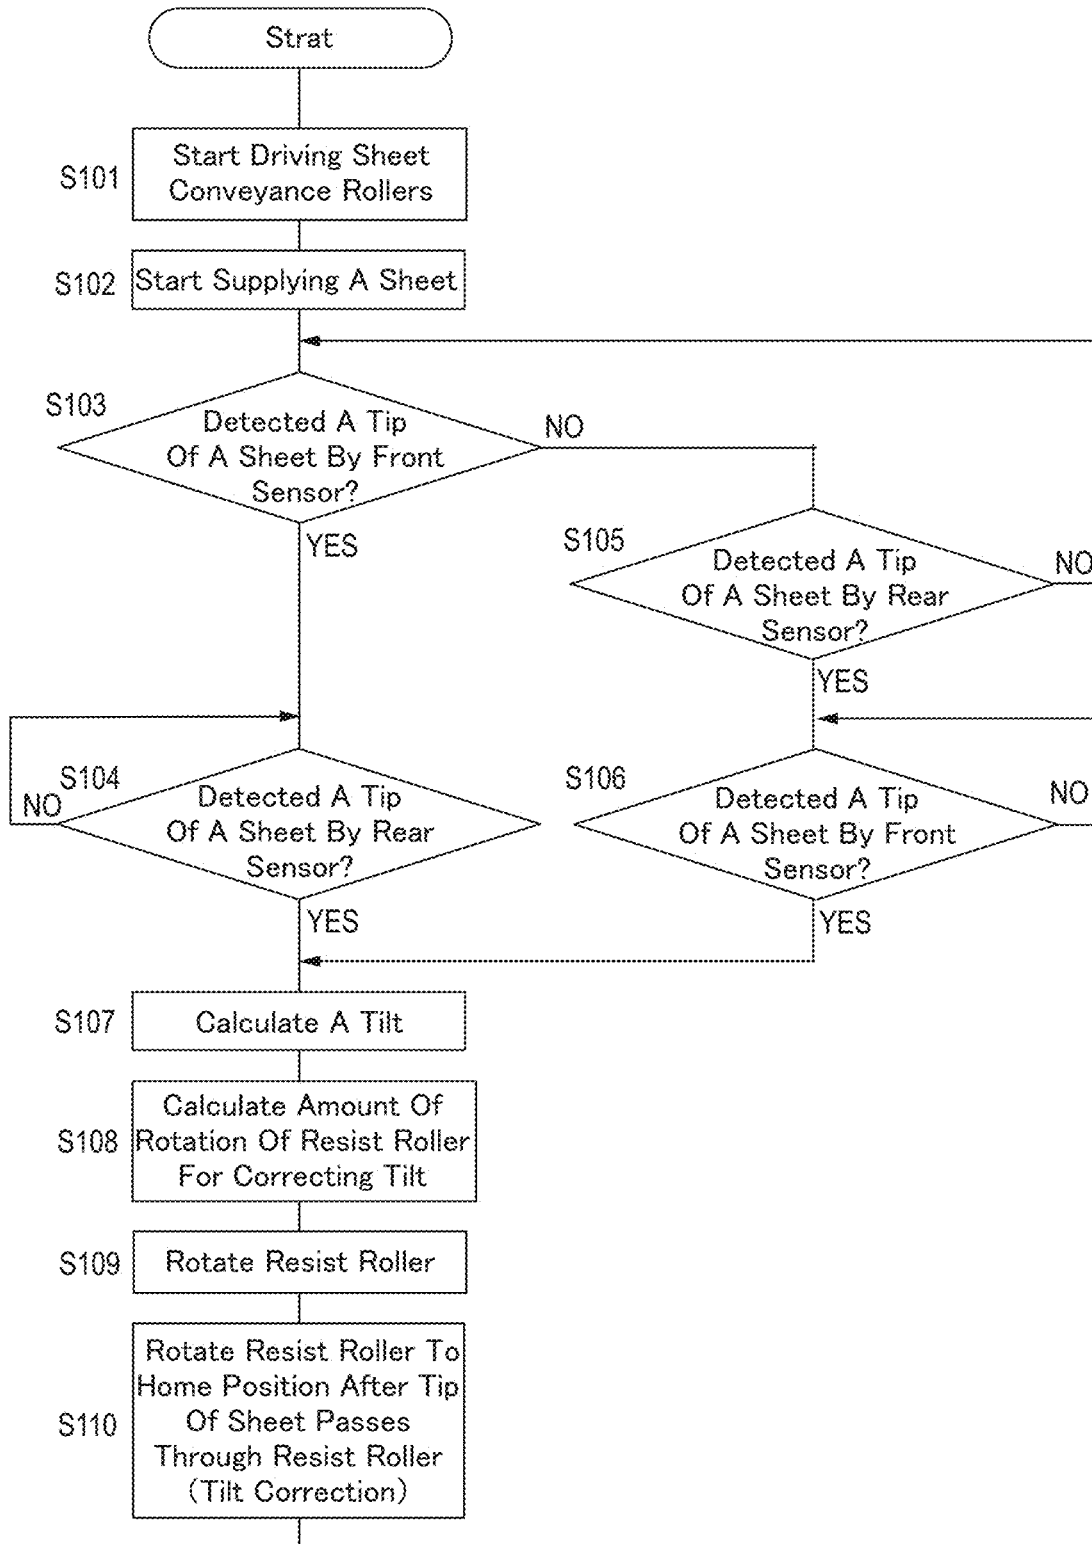 Strat
S101
Start Driving Sheet
Conveyance Rollers
S102
Start Supplying A Sheet
S103
Detected A Tip
Of A Sheet By Front
Sensor?
NO
YES
S105
Detected A Tip
Of A Sheet By Rear
Sensor?
NO
YES
S104
Detected A Tip
Of A Sheet By Rear
Sensor?
NO
YES
S106
Detected A Tip
Of A Sheet By Front
Sensor?
NO
YES
S107
Calculate A Tilt
S108
Calculate Amount Of
Rotation Of Resist Roller
For Correcting Tilt
S109
Rotate Resist Roller
S110
Rotate Resist Roller To
Home Position After Tip
Of Sheet Passes
Through Resist Roller
(Tilt Correction)